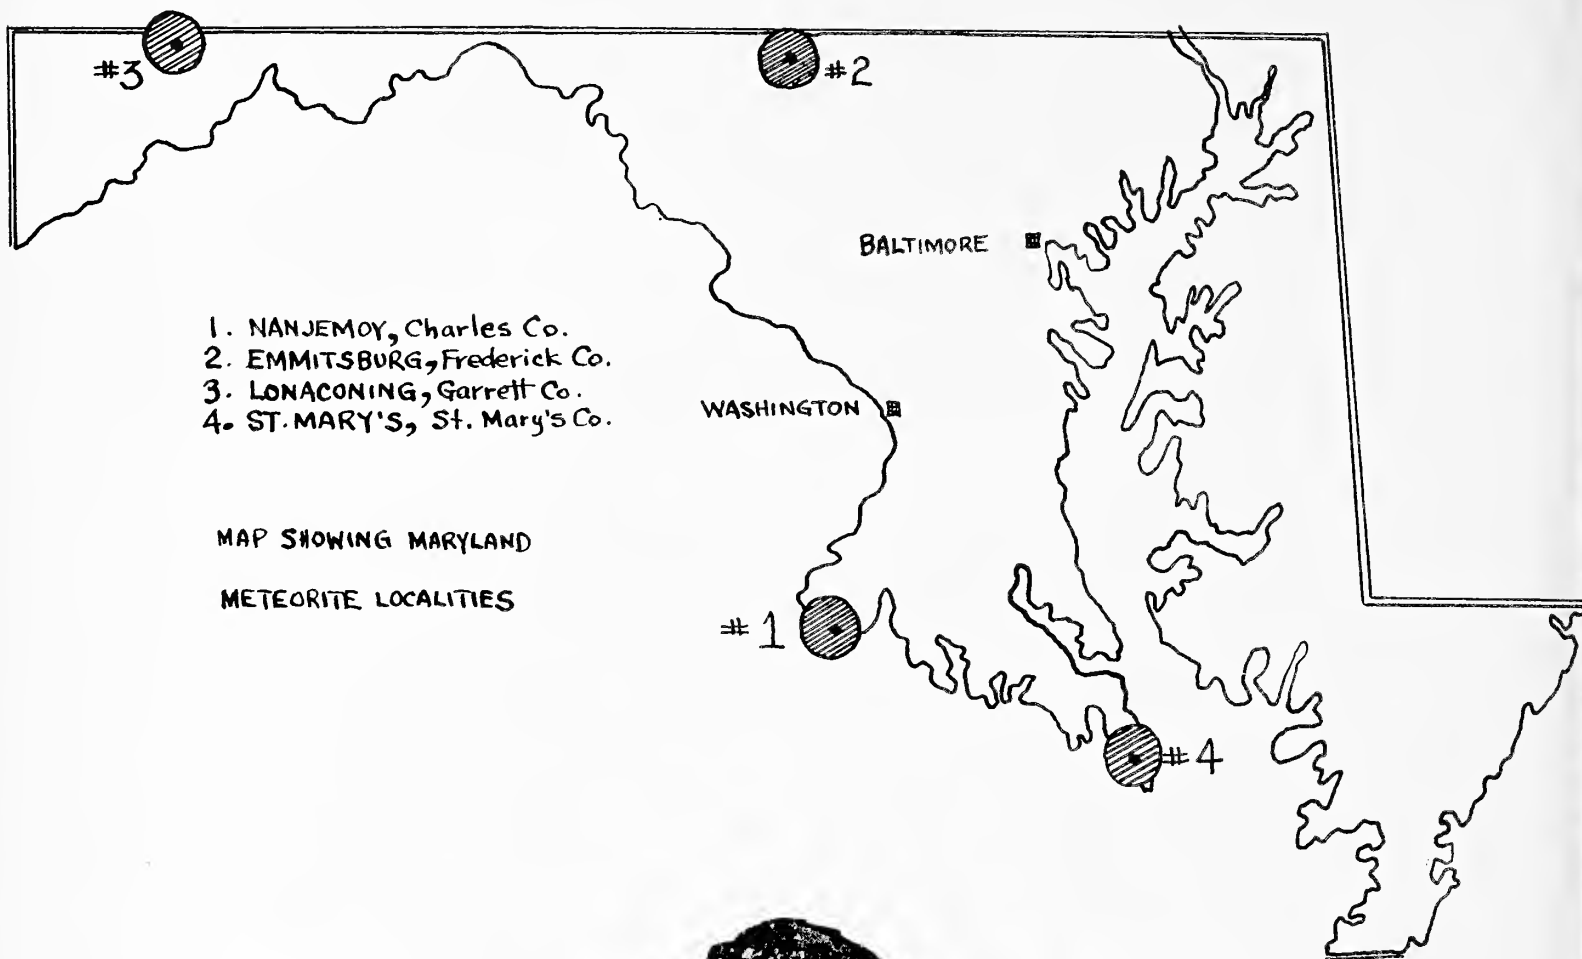 #3
#2
BALTIMORE
1. NANJEMOY, Charles Co.
2. EMMITSBURG, Frederick Co.
3. LONACONING, Garrett Co.
4. ST. MARY'S, St. Mary's Co.
WASHINGTON
MAP SHOWING MARYLAND
METEORITE LOCALITIES
#1
#4